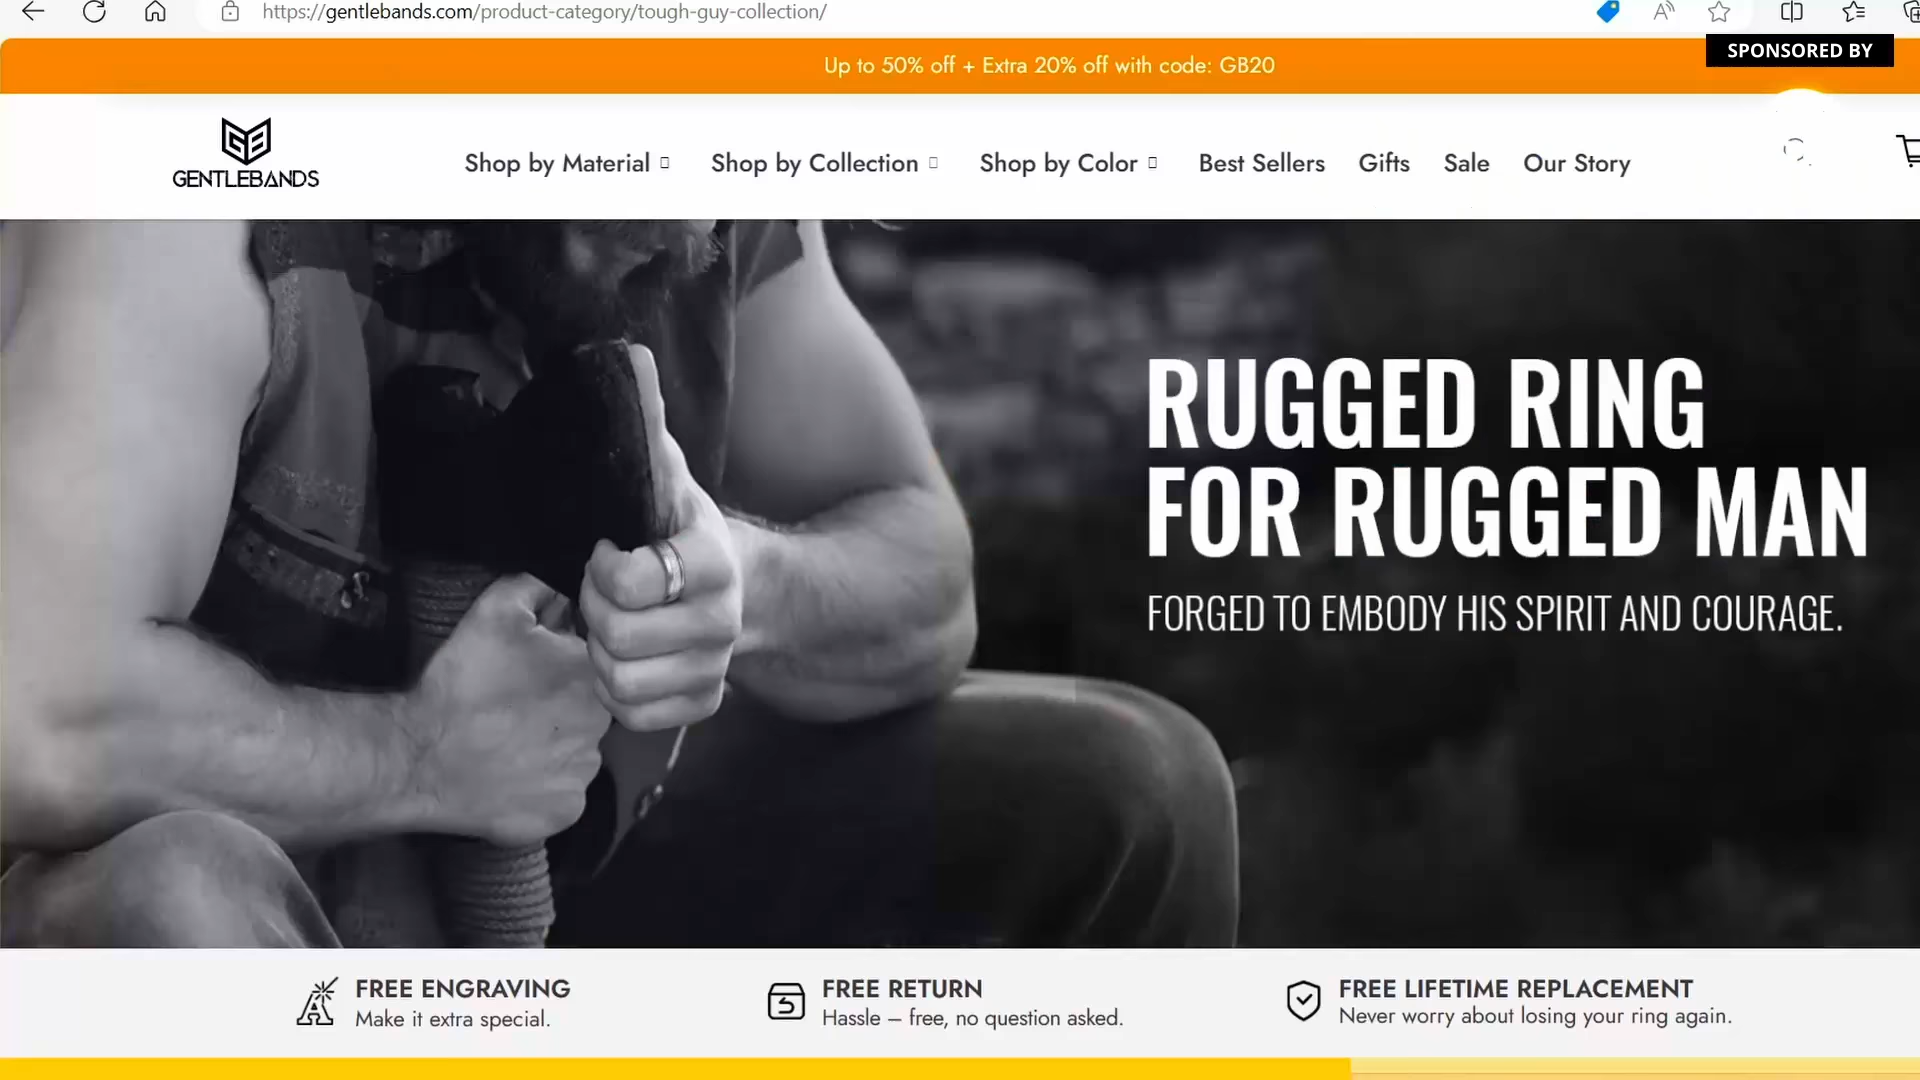 https://gentlebands.com/product-category/tough-guy-collection/
Up to 50% off + Extra 20% off with code: GB20
SPONSORED BY
GENTLEBANDS
Shop by Material
Shop by Collection
Shop by Color
Best Sellers
Gifts
Sale
Our Story
RUGGED RING
FOR RUGGED MAN
FORGED TO EMBODY HIS SPIRIT AND COURAGE.
FREE ENGRAVING
Make it extra special.
FREE RETURN
Hassle – free, no question asked.
FREE LIFETIME REPLACEMENT
Never worry about losing your ring again.